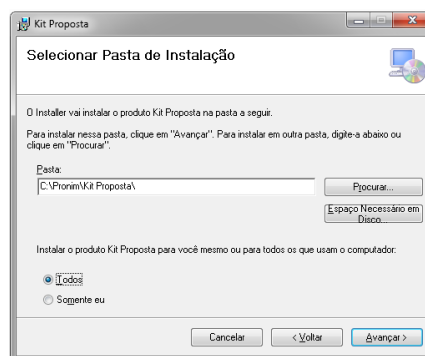 Kit Proposta
Selecionar Pasta de Instalação
O Installer vai instalar o produto Kit Proposta na pasta a seguir.
Para instalar nessa pasta, clique em "Avançar". Para instalar em outra pasta, digite-a abaixo ou
clique em "Procurar".
Pasta:
C:\Pronim\Kit Proposta\
Procurar...
Espaço Necessário em
Disco...
Instalar o produto Kit Proposta para você mesmo ou para todos os que usam o computador:
Todos
Somente eu
Cancelar
< Voltar
Avançar >